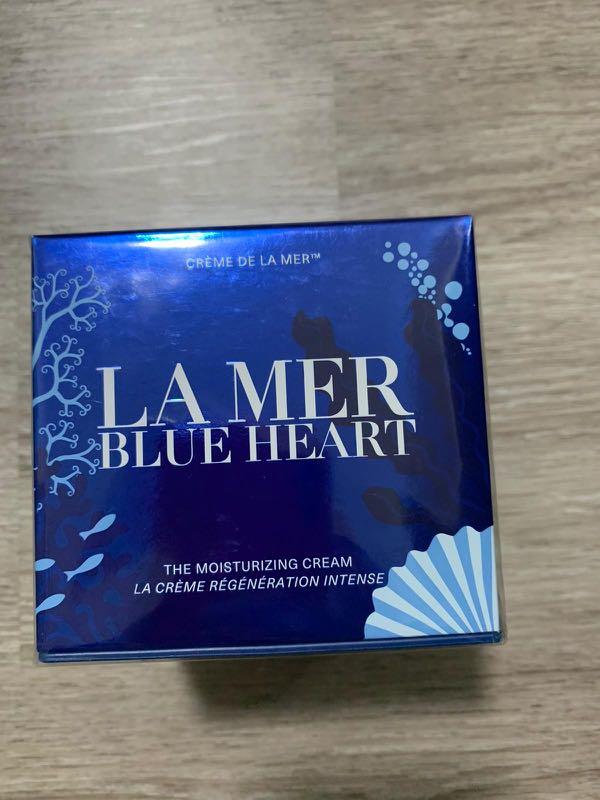 CRÈME DE LA MER™
LA MER
BLUE HEART
THE MOISTURIZING CREAM
LA CRÈME RÉGÉNÉRATION INTENSE